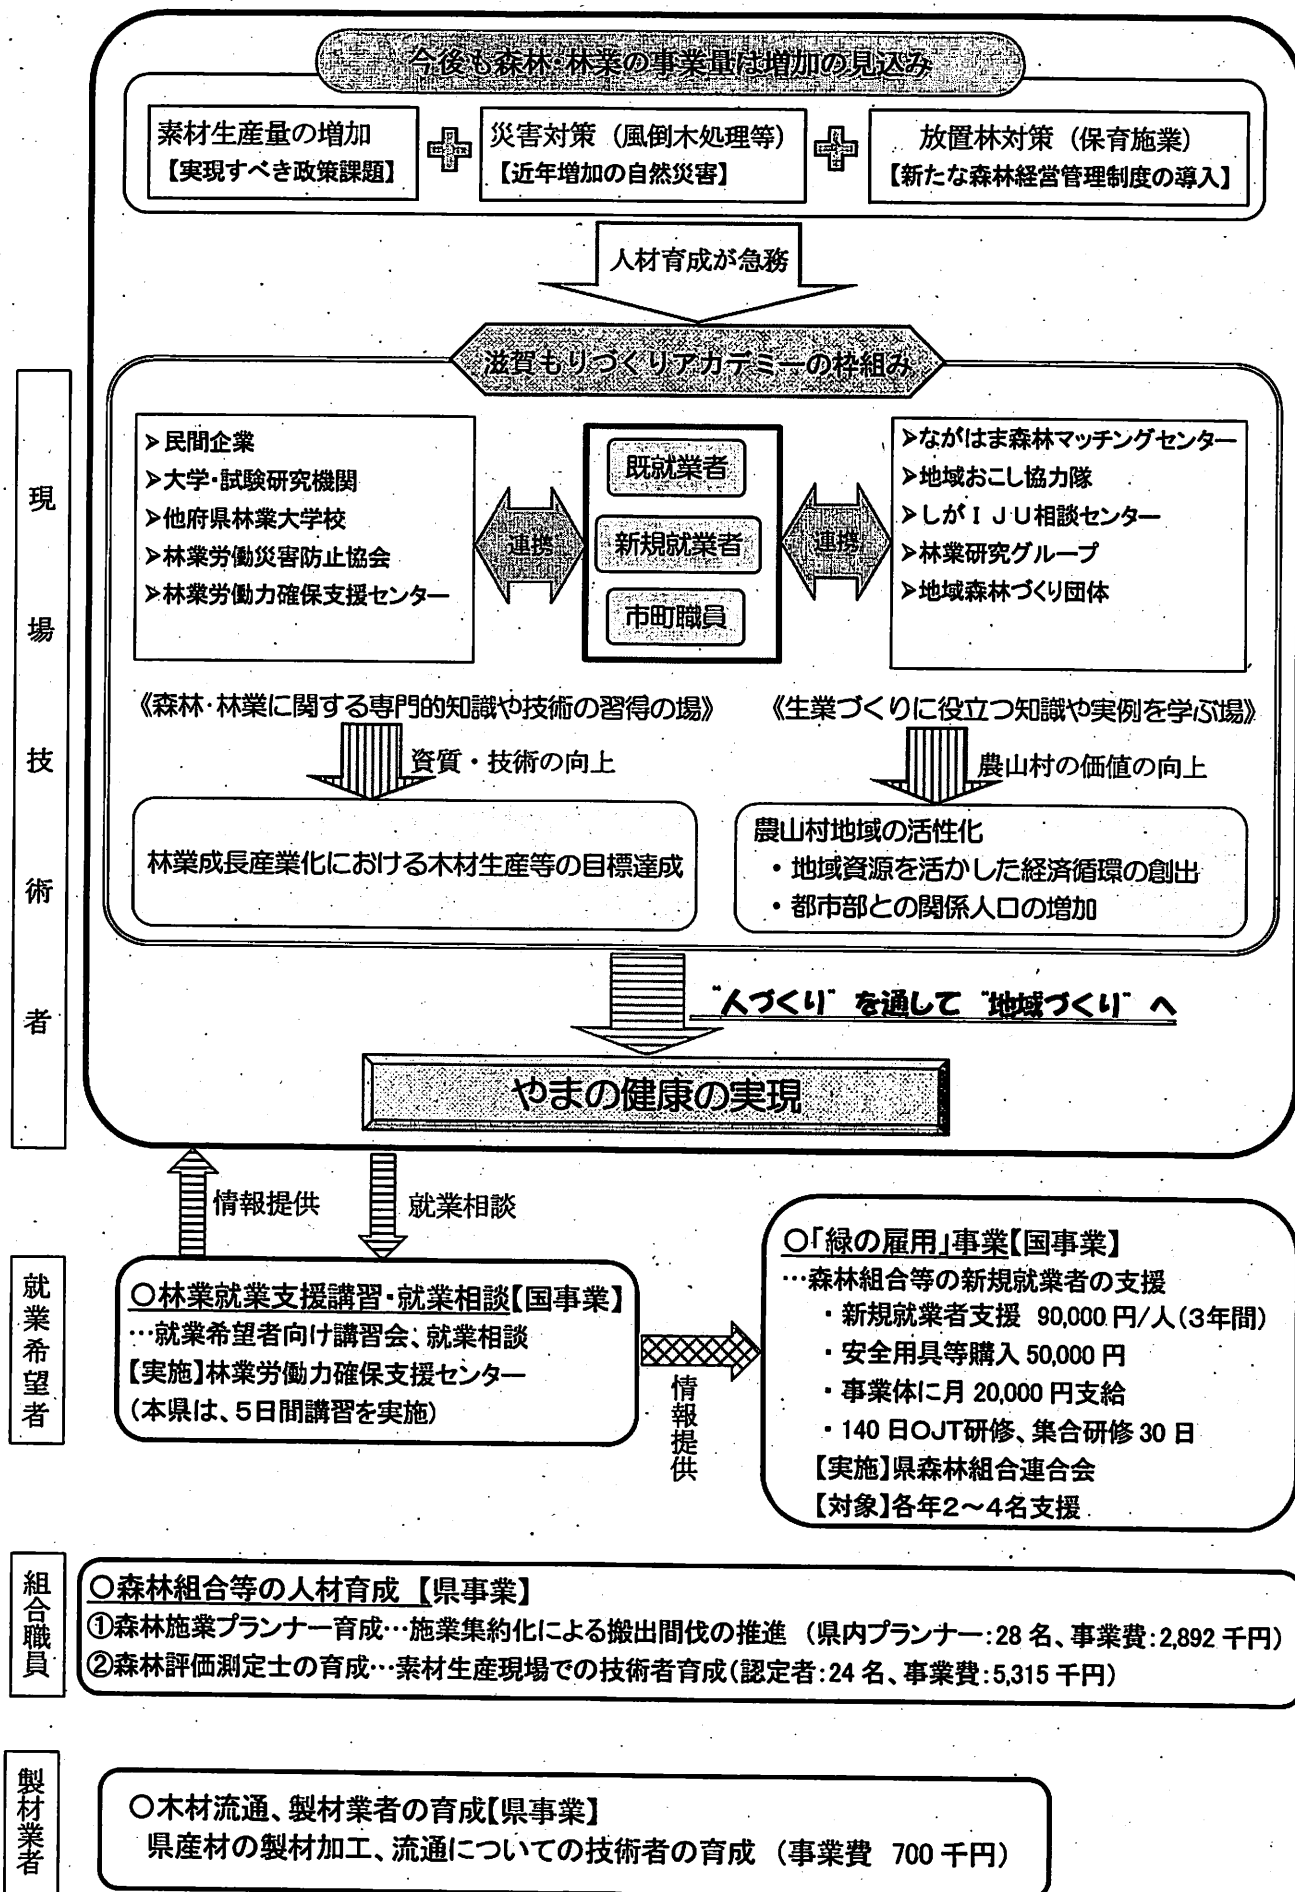 今後も森林・林業の事業量は増加の見込み
素材生産量の増加
【実現すべき政策課題】
災害対策（風倒木処理等）
【近年増加の自然災害】
放置林対策（保育施業）
【新たな森林経営管理制度の導入】
人材育成が急務
滋賀もりづくりアカデミーの枠組み
現場技術者
➢民間企業
➢大学・試験研究機関
➢他府県林業大学校
➢林業労働災害防止協会
➢林業労働力確保支援センター
連携
既就業者
新規就業者
市町職員
連携
➢ながはま森林マッチングセンター
➢地域おこし協力隊
➢しがＩＪＵ相談センター
➢林業研究グループ
➢地域森林づくり団体
《森林・林業に関する専門的知識や技術の習得の場》
《生業づくりに役立つ知識や実例を学ぶ場》
資質・技術の向上
農山村の価値の向上
林業成長産業化における木材生産等の目標達成
農山村地域の活性化
・地域資源を活かした経済循環の創出
・都市部との関係人口の増加
"人づくり" を通して "地域づくり" へ
やまの健康の実現
情報提供
就業相談
就業希望者
○林業就業支援講習・就業相談【国事業】
…就業希望者向け講習会、就業相談
【実施】林業労働力確保支援センター
(本県は、5日間講習を実施)
情報提供
○「緑の雇用」事業【国事業】
…森林組合等の新規就業者の支援
・新規就業者支援 90,000円/人(3年間)
・安全用具等購入 50,000円
・事業体に月 20,000円支給
・140日OJT研修、集合研修30日
【実施】県森林組合連合会
【対象】各年2～4名支援
組合職員
○森林組合等の人材育成【県事業】
①森林施業プランナー育成…施業集約化による搬出間伐の推進（県内プランナー：28名、事業費：2,892千円）
②森林評価測定士の育成…素材生産現場での技術者育成(認定者：24名、事業費：5,315千円)
製材業者
○木材流通、製材業者の育成【県事業】
県産材の製材加工、流通についての技術者の育成（事業費 700千円）